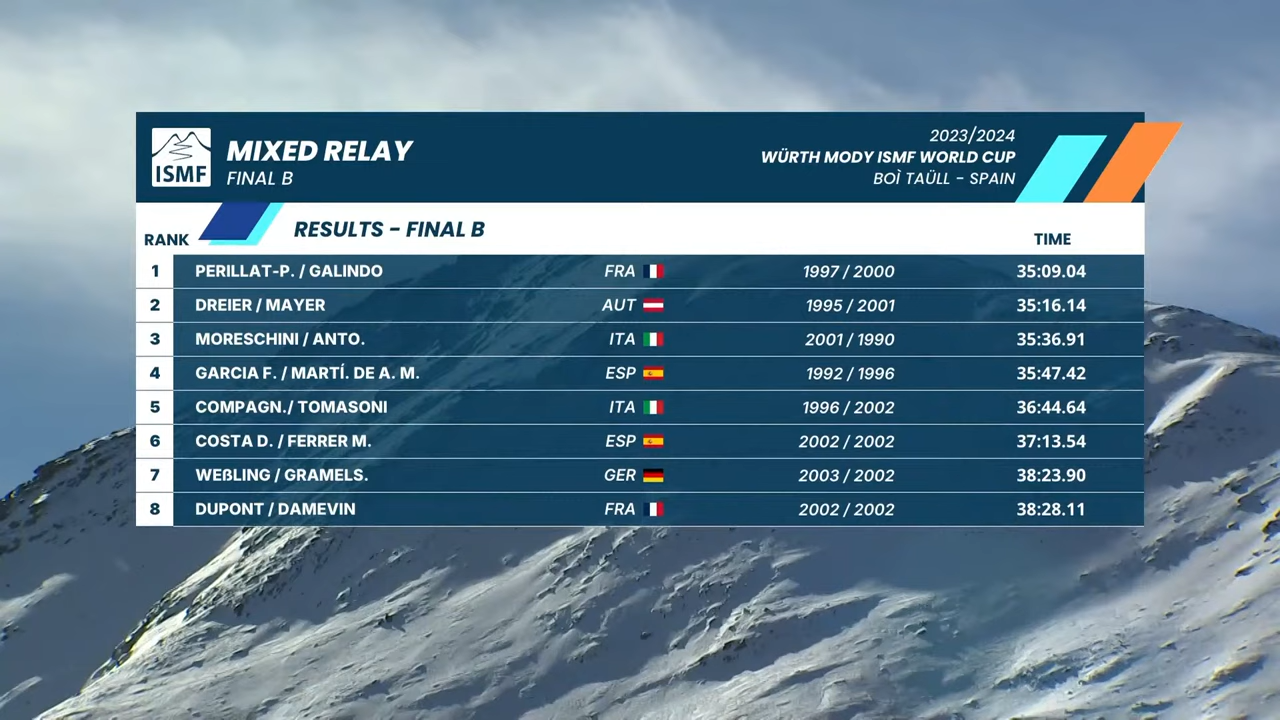 ISMF
MIXED RELAY
FINAL B
2023/2024
WÜRTH MODY ISMF WORLD CUP
BOÌ TAÜLL - SPAIN
RESULTS - FINAL B
RANK TIME
1 PERILLAT-P. / GALINDO FRA 1997 / 2000 35:09.04
2 DREIER / MAYER AUT 1995 / 2001 35:16.14
3 MORESCHINI / ANTO. ITA 2001 / 1990 35:36.91
4 GARCIA F. / MARTÍ. DE A. M. ESP 1992 / 1996 35:47.42
5 COMPAGN./ TOMASONI ITA 1996 / 2002 36:44.64
6 COSTA D. / FERRER M. ESP 2002 / 2002 37:13.54
7 WEßLING / GRAMELS. GER 2003 / 2002 38:23.90
8 DUPONT / DAMEVIN FRA 2002 / 2002 38:28.11